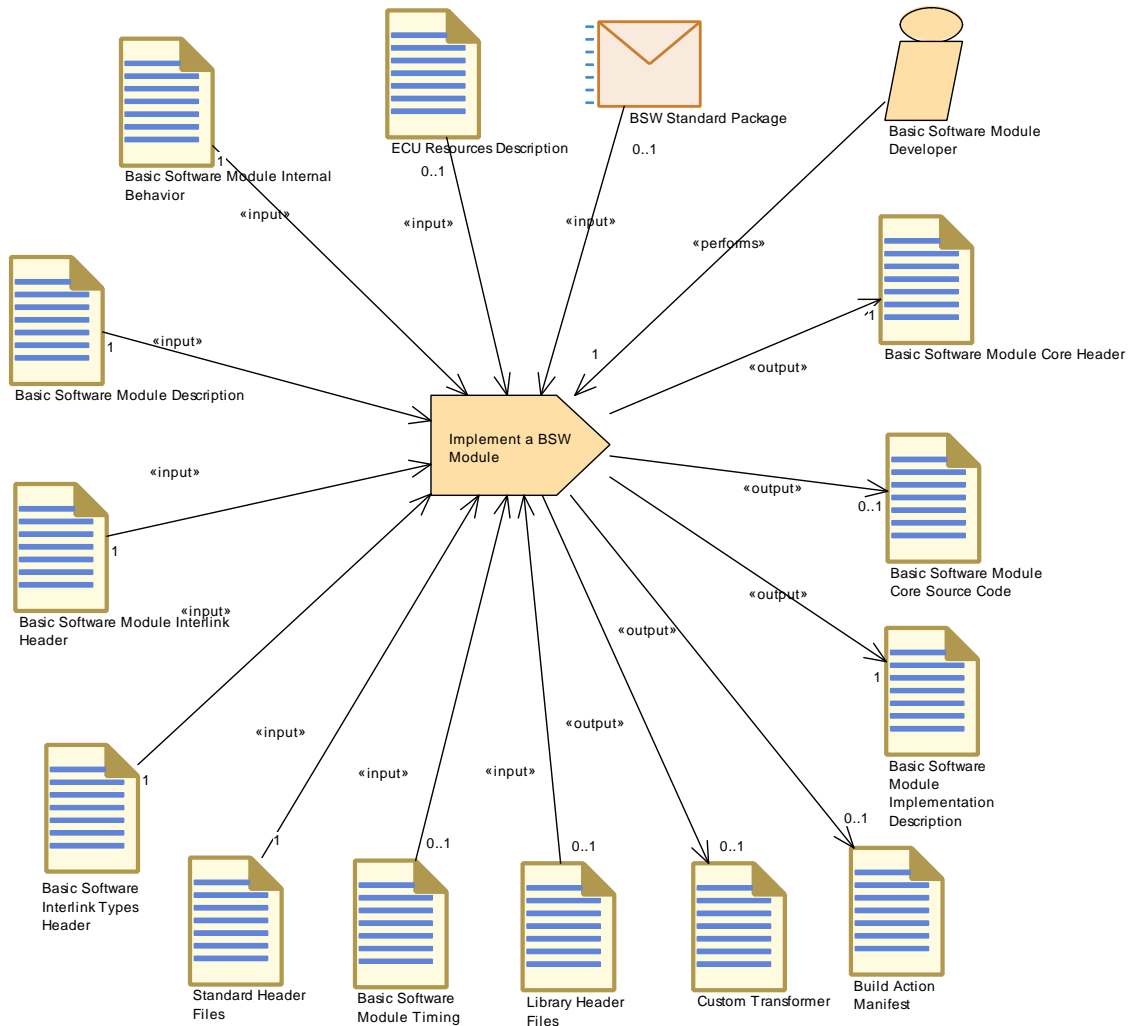 BSW Standard Package
0..1
Basic Software Module
Developer
ECU Resources Description
0..1
1
Basic Software Module Internal
Behavior
«input»
«input»
«input»
«performs»
Basic Software Module Core Header
1
«output»
1
Basic Software Module Description
1
«input»
Implement a BSW
Module
«input»
1
Basic Software Module Interlink
Header
«output»
0..1
Basic Software Module
Core Source Code
«input»
«output»
«output»
1
Basic Software
Module
Implementation
Description
«input»
«output»
«input»
«input»
1
Basic Software
Interlink Types
Header
1
Standard Header
Files
0..1
Basic Software
Module Timing
0..1
Library Header
Files
0..1
Custom Transformer
0..1
Build Action
Manifest